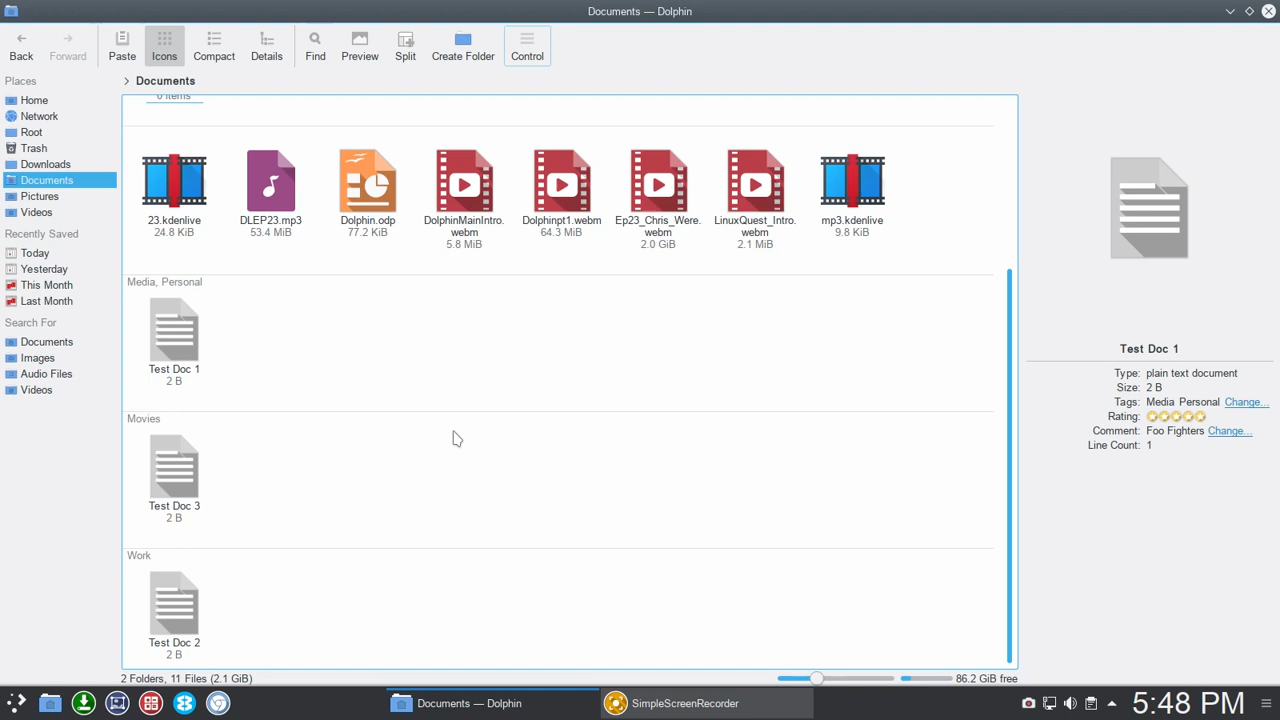 Documents — Dolphin
Back Forward Paste Icons Compact Details Find Preview Split Create Folder Control
Places
Home
Network
Root
Trash
Downloads
Documents
Pictures
Videos
Recently Saved
Today
Yesterday
This Month
Last Month
Search For
Documents
Images
Audio Files
Videos
> Documents
0 items
23.kdenlive
24.8 KiB
DLEP23.mp3
53.4 MiB
Dolphin.odp
77.2 KiB
DolphinMainIntro.
webm
5.8 MiB
Dolphinpt1.webm
64.3 MiB
Ep23_Chris_Were.
webm
2.0 GiB
LinuxQuest_Intro.
webm
2.1 MiB
mp3.kdenlive
9.8 KiB
Media, Personal
Test Doc 1
2 B
Movies
Test Doc 3
2 B
Work
Test Doc 2
2 B
Test Doc 1
Type: plain text document
Size: 2 B
Tags: Media Personal Change...
Rating:
Comment: Foo Fighters Change...
Line Count: 1
2 Folders, 11 Files (2.1 GiB)
86.2 GiB free
Documents — Dolphin
SimpleScreenRecorder
5:48 PM